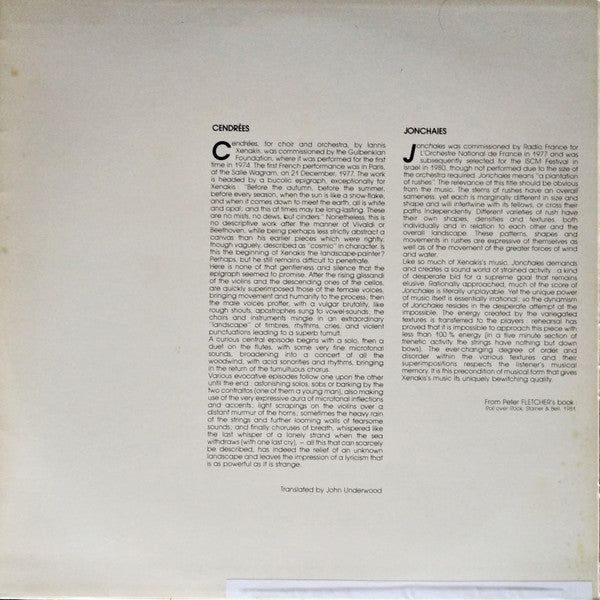 CENDRÉES
Cendrées, for choir and orchestra, by Iannis
Xenakis, was commissioned by the Gulbenkian
Foundation, where it was performed for the first
time in 1974. The first French performance was in Paris,
at the Salle Wagram, on 21 December, 1977. The work
is headed by a bucolic epigraph, exceptionally for
Xenakis : "Before the autumn, before the summer,
before every season, when the sun is like a snow-flake,
and when it comes down to meet the earth, all is white
and opal ; and this at times may be long-lasting. These
are no mists, no dews, but cinders." Nonetheless, this is
no descriptive work after the manner of Vivaldi or
Beethoven, while being perhaps less strictly abstract a
canvas than his earlier pieces which were rightly,
though vaguely, described as "cosmic" in character. Is
this the beginning of Xenakis the landscape-painter ?
Perhaps, but he still remains difficult to penetrate.
Here is none of that gentleness and silence that the
epigraph seemed to promise. After the rising glissandi
of the violins and the descending ones of the cellos,
are quickly superimposed those of the female voices,
bringing movement and humanity to the process ; then
the male voices proffer, with a vulgar brutality, like
rough shouts, apostrophes sung to vowel-sounds ; the
choirs and instruments mingle in an extraordinary
"landscape" of timbres, rhythms, cries, and violent
punctuations leading to a superb tumult.
A curious central episode begins with a solo, then a
duet on the flutes, with some very fine microtonal
sounds, broadening into a concert of all the
woodwind, with acid sonorities and rhythms, bringing
in the return of the tumultuous chorus.
Various evocative episodes follow one upon the other
until the end : astonishing solos, sobs or barking by the
two contraltos (one of them a young man), also making
use of the very expressive aura of microtonal inflections
and accents ; light scrapings on the violins over a
distant murmur of the horns ; sometimes the heavy rain
of the strings and further looming walls of fearsome
sounds ; and finally choruses of breath, whispered like
the last whisper of a lonely strand when the sea
withdraws (with one last cry), – all this that can scarcely
be described, has indeed the relief of an unknown
landscape and leaves the impression of a lyricism that
is as powerful as it is strange.
Translated by John Underwood
JONCHAIES
Jonchaies was commissioned by Radio France for
L'Orchestre National de France in 1977 and was
subsequently selected for the ISCM Festival in
Israel in 1980, though not performed due to the size of
the orchestra required. Jonchaies means "a plantation
of rushes". The relevance of this title should be obvious
from the music. The stems of rushes have an overall
sameness, yet each is marginally different in size and
shape and will intertwine with its fellows, or cross their
paths independently. Different varieties of rush have
their own shapes, densities and textures, both
individually and in relation to each other and the
overall landscape. These patterns, shapes and
movements in rushes are expressive of themselves as
well as of the movement of the greater forces of wind
and water.
Like so much of Xenakis's music, Jonchaies demands
and creates a sound world of strained activity : a kind
of desperate bid for a supreme goal that remains
elusive. Rationally approached, much of the score of
Jonchaies is literally unplayable. Yet the unique power
of music itself is essentially irrational ; so the dynamism
of Jonchaies resides in the desperate attempt at the
impossible. The energy created by the variegated
textures is transferred to the players : rehearsal has
proved that it is impossible to approach this piece with
less than 100 % energy (in a five minute section of
frenetic activity the strings have nothing but down
bows). The ever-changing degree of order and
disorder within the various textures and their
superimpositions respects the listener's musical
memory. It is this precondition of musical form that gives
Xenakis's music its uniquely bewitching quality.
From Peter FLETCHER's book :
Roll over Rock, Stainer & Bell, 1981.